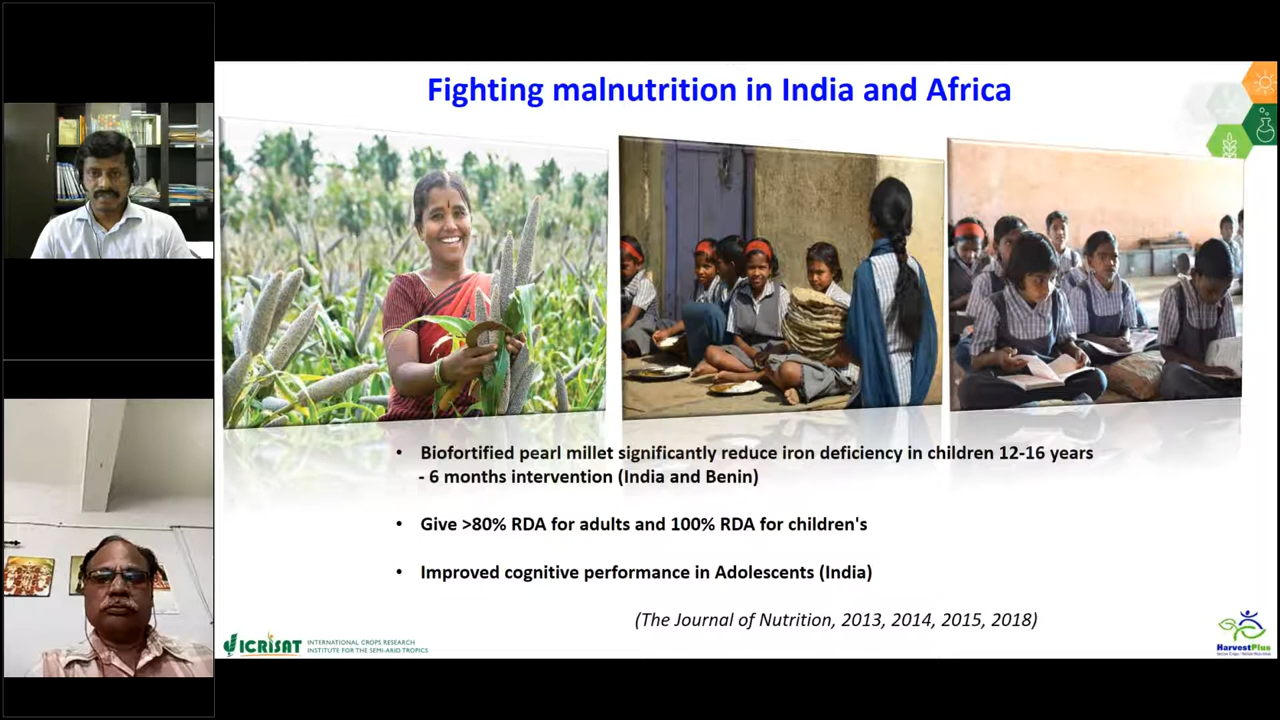 Fighting malnutrition in India and Africa
• Biofortified pearl millet significantly reduce iron deficiency in children 12-16 years
- 6 months intervention (India and Benin)
• Give >80% RDA for adults and 100% RDA for children's
• Improved cognitive performance in Adolescents (India)
(The Journal of Nutrition, 2013, 2014, 2015, 2018)
ICRISAT
INTERNATIONAL CROPS RESEARCH
INSTITUTE FOR THE SEMI-ARID TROPICS
HarvestPlus